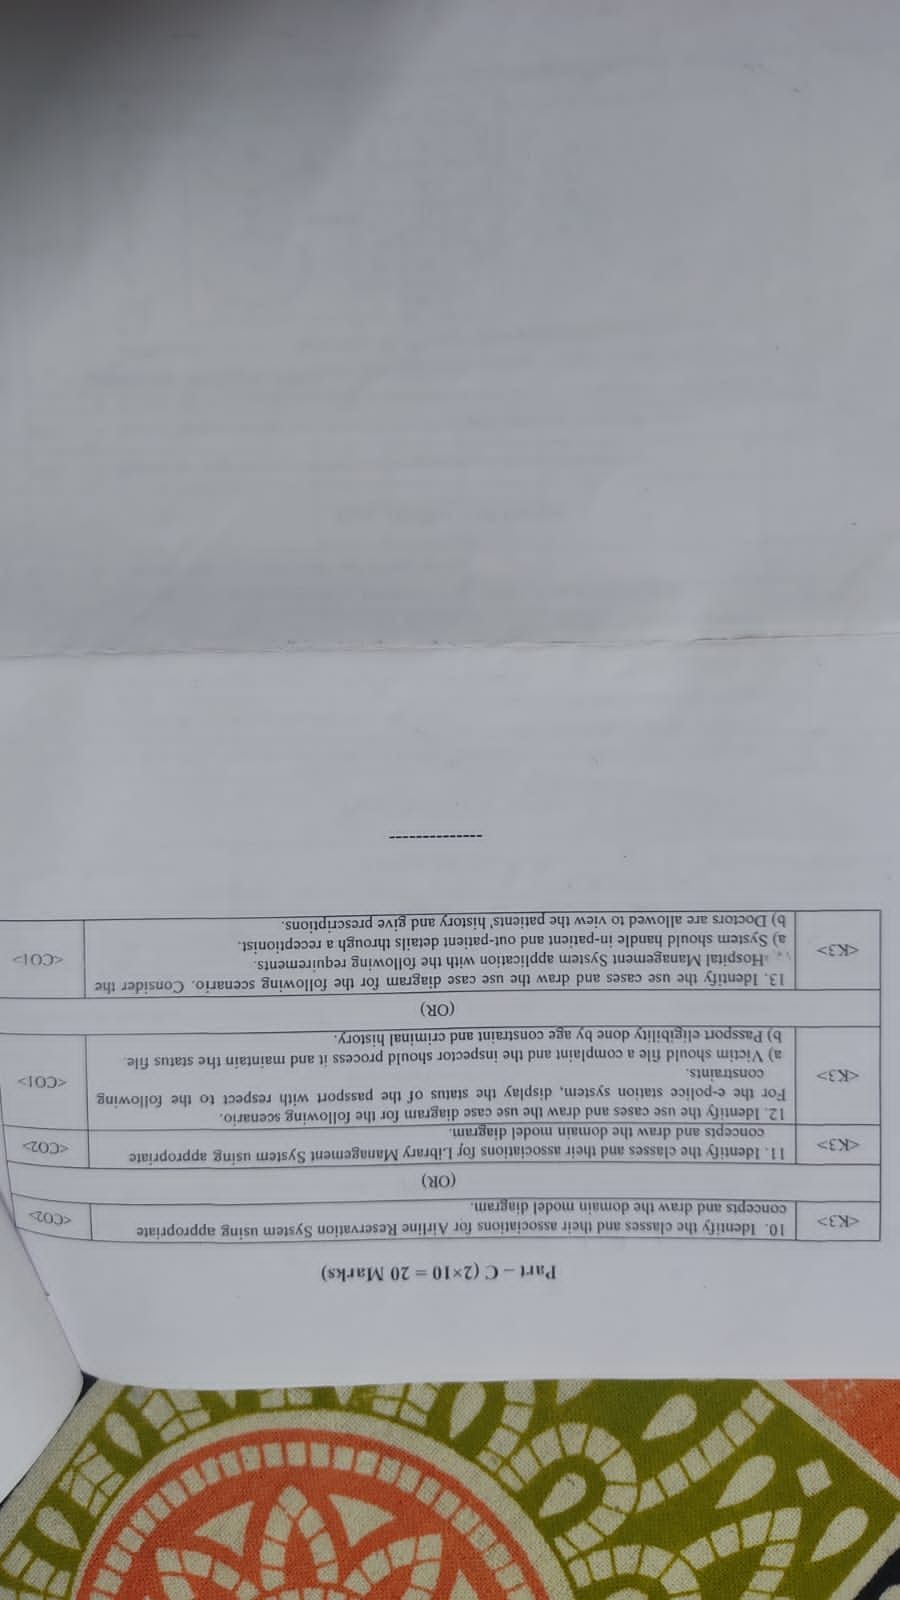 Part – C (2×10 = 20 Marks)
<K3> 10. Identify the classes and their associations for Airline Reservation System using appropriate <CO2>
concepts and draw the domain model diagram.
(OR)
<K3> 11. Identify the classes and their associations for Library Management System using appropriate <CO2>
concepts and draw the domain model diagram.
12. Identify the use cases and draw the use case diagram for the following scenario.
For the e-police station system, display the status of the passport with respect to the following
<K3> constraints. <CO1>
a) Victim should file a complaint and the inspector should process it and maintain the status file.
b) Passport eligibility done by age constraint and criminal history.
(OR)
13. Identify the use cases and draw the use case diagram for the following scenario. Consider the
<K3> Hospital Management System application with the following requirements. <CO1>
a) System should handle in-patient and out-patient details through a receptionist.
b) Doctors are allowed to view the patients' history and give prescriptions.
--------------